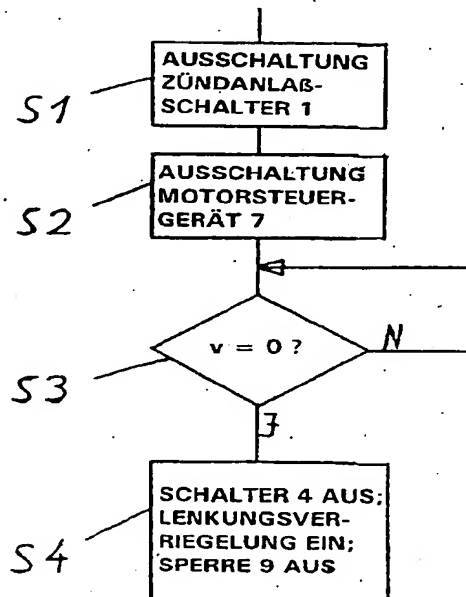 AUSSCHALTUNG
ZÜNDANLAß-
SCHALTER 1
S1
AUSSCHALTUNG
MOTORSTEUER-
GERÄT 7
S2
v = 0 ?
N
S3
J
SCHALTER 4 AUS;
LENKUNGSVER-
RIEGELUNG EIN;
SPERRE 9 AUS
S4